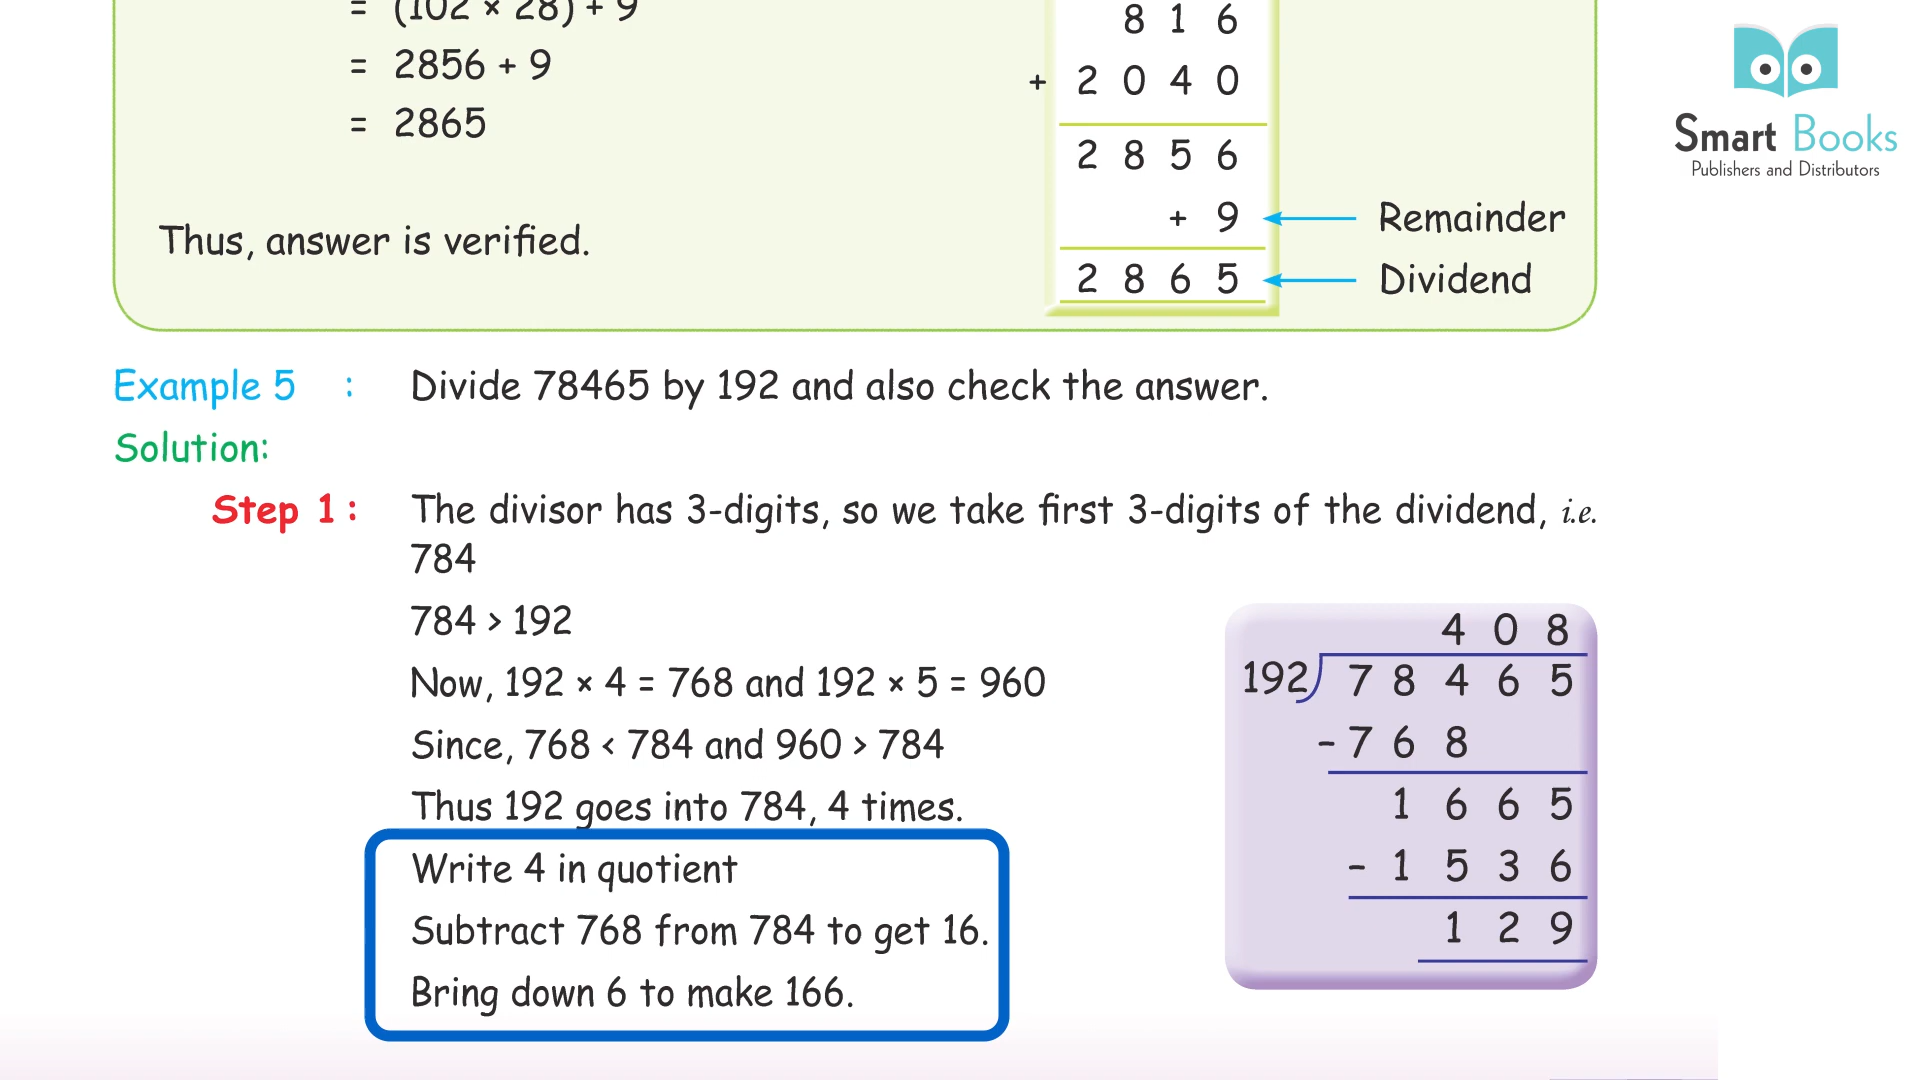 = (102 × 28) + 9
= 2856 + 9
= 2865
Thus, answer is verified.
8 1 6
+ 2 0 4 0
2 8 5 6
+ 9 Remainder
2 8 6 5 Dividend
Smart Books
Publishers and Distributors
Example 5 : Divide 78465 by 192 and also check the answer.
Solution:
Step 1 : The divisor has 3-digits, so we take first 3-digits of the dividend, i.e.
784
784 > 192
Now, 192 × 4 = 768 and 192 × 5 = 960
Since, 768 < 784 and 960 > 784
Thus 192 goes into 784, 4 times.
Write 4 in quotient
Subtract 768 from 784 to get 16.
Bring down 6 to make 166.
4 0 8
192) 7 8 4 6 5
- 7 6 8
1 6 6 5
- 1 5 3 6
1 2 9